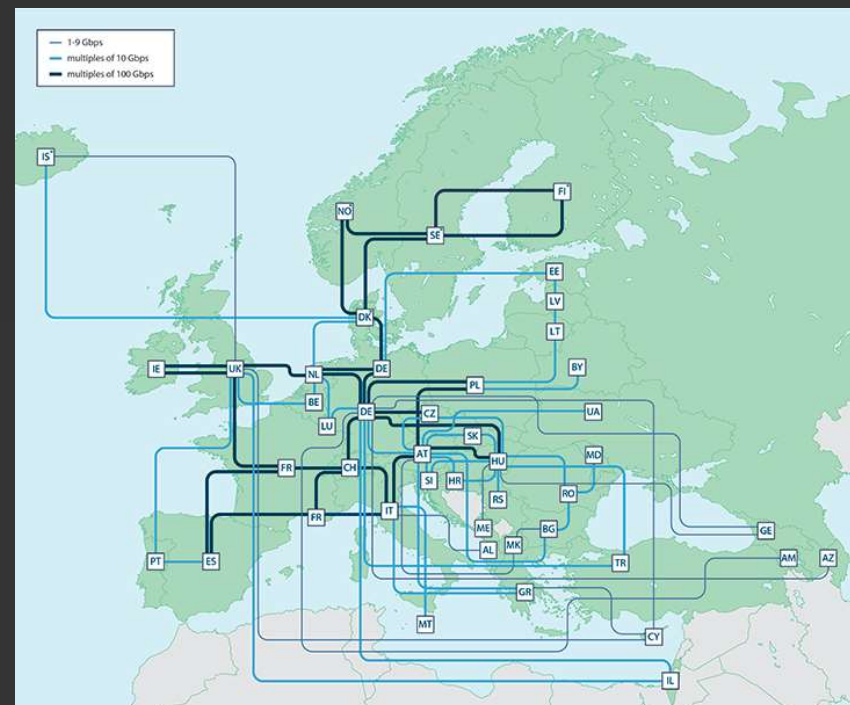 1-9 Gbps
multiples of 10 Gbps
multiples of 100 Gbps
IS*
FI*
NO*
SE*
EE
LV
DK*
LT
IE
UK
NL
DE
BY
PL
BE
DE
CZ
UA
LU
SK
AT
MD
HU
FR
CH
SI
HR
RO
RS
IT
FR
ME
BG
GE
MK
AL
PT
ES
TR
AM
AZ
GR
MT
CY
IL